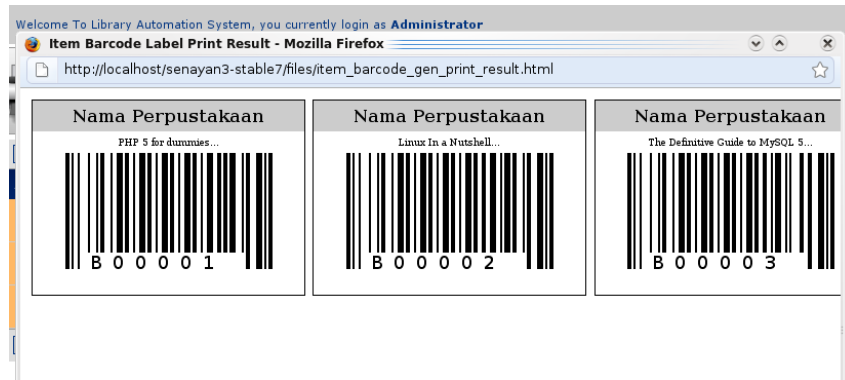 Welcome To Library Automation System, you currently login as Administrator
Item Barcode Label Print Result - Mozilla Firefox
http://localhost/senayan3-stable7/files/item_barcode_gen_print_result.html
Nama Perpustakaan
PHP 5 for dummies...
B00001
Nama Perpustakaan
Linux In a Nutshell...
B00002
Nama Perpustakaan
The Definitive Guide to MySQL 5...
B00003